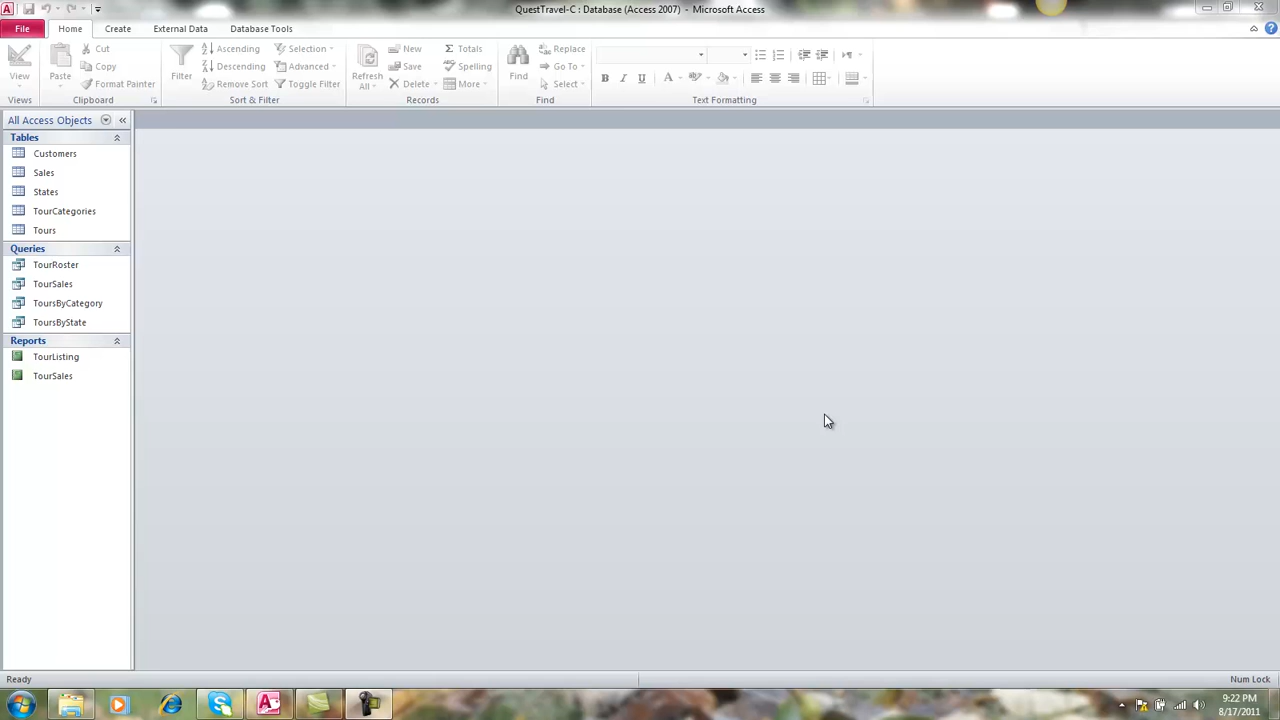 QuestTravel-C : Database (Access 2007) - Microsoft Access
File Home Create External Data Database Tools
View
Views
Paste
Cut
Copy
Format Painter
Clipboard
Filter
Ascending
Descending
Remove Sort
Selection
Advanced
Toggle Filter
Sort & Filter
Refresh
All
New
Save
Delete
Totals
Spelling
More
Records
Find
Replace
Go To
Select
Find
B I U A
Text Formatting
All Access Objects
Tables
Customers
Sales
States
TourCategories
Tours
Queries
TourRoster
TourSales
ToursByCategory
ToursByState
Reports
TourListing
TourSales
Ready
Num Lock
9:22 PM
8/17/2011